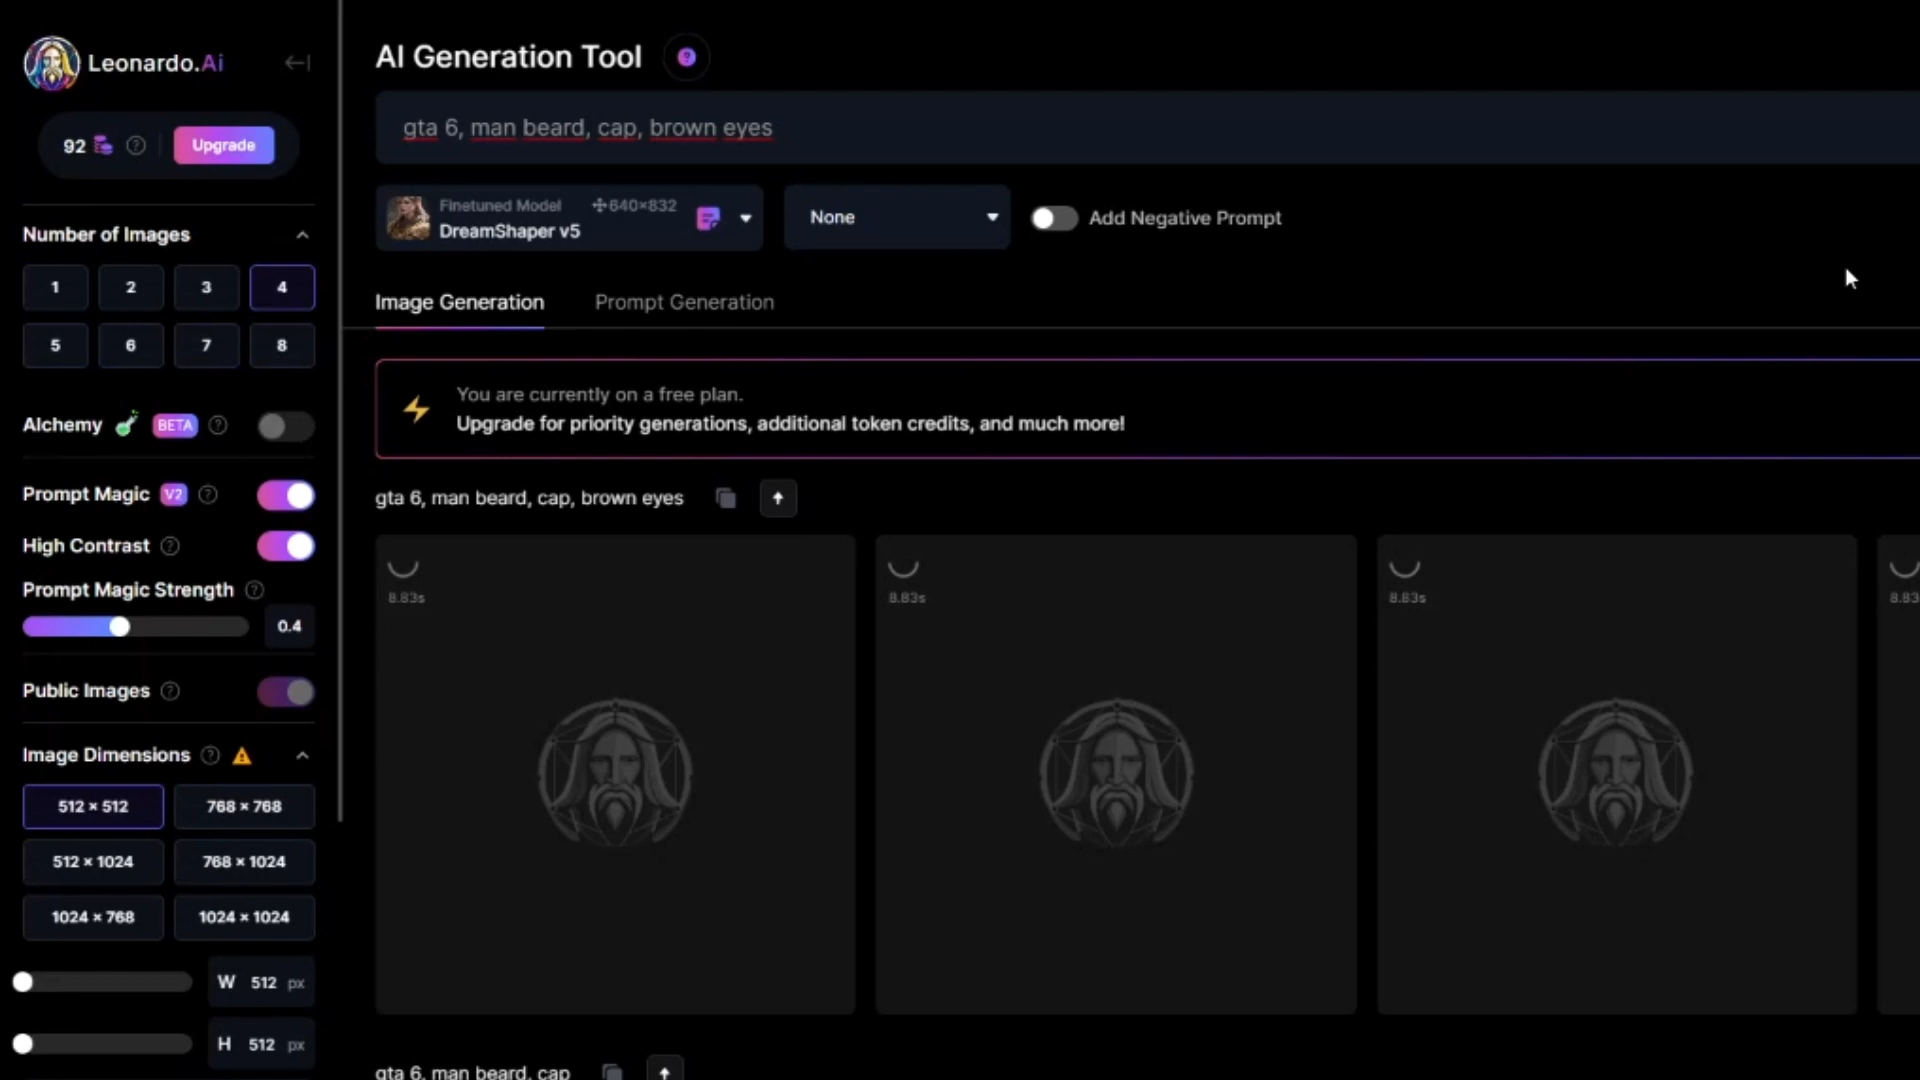 Leonardo.Ai
92
Upgrade
Number of Images
1 2 3 4
5 6 7 8
Alchemy BETA
Prompt Magic V2
High Contrast
Prompt Magic Strength
0.4
Public Images
Image Dimensions
512 × 512 768 × 768
512 × 1024 768 × 1024
1024 × 768 1024 × 1024
W 512 px
H 512 px
AI Generation Tool
gta 6, man beard, cap, brown eyes
Finetuned Model 640×832
DreamShaper v5
None
Add Negative Prompt
Image Generation Prompt Generation
You are currently on a free plan.
Upgrade for priority generations, additional token credits, and much more!
gta 6, man beard, cap, brown eyes
8.83s 8.83s 8.83s 8.83
gta 6, man beard, cap